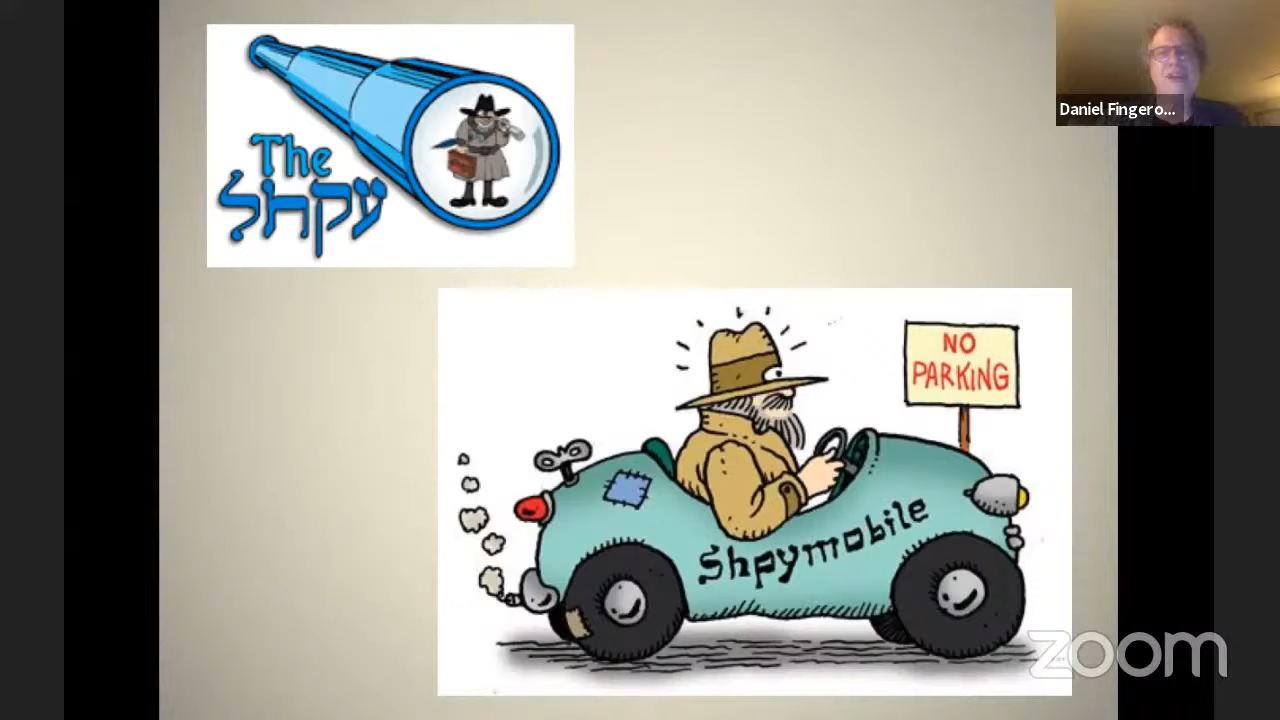 The
Shpy
Daniel Fingero...
NO
PARKING
Shpymobile
zoom